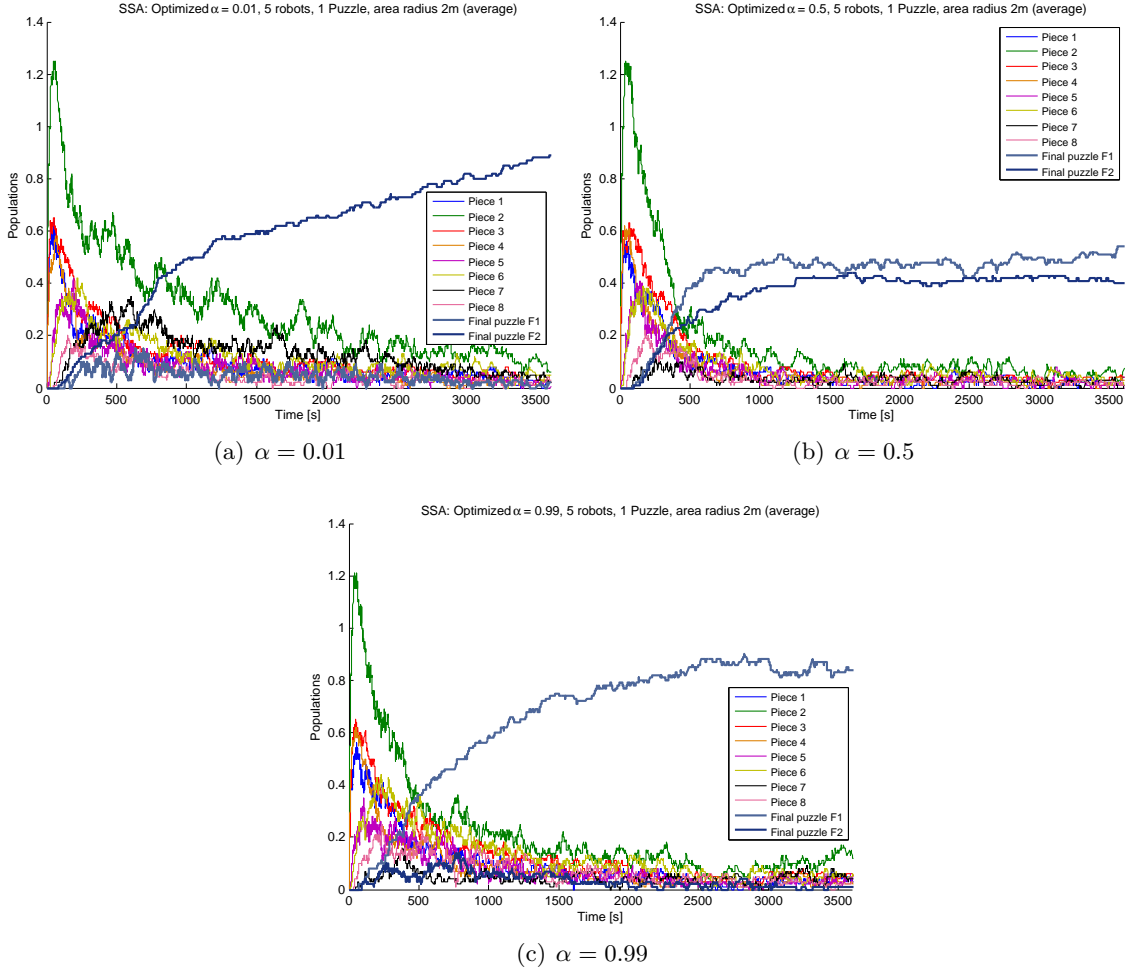 SSA: Optimized α = 0.01, 5 robots, 1 Puzzle, area radius 2m (average)
1.4
1.2
1
0.8
0.6
0.4
0.2
0
Populations
0 500 1000 1500 2000 2500 3000 3500
Time [s]
Piece 1
Piece 2
Piece 3
Piece 4
Piece 5
Piece 6
Piece 7
Piece 8
Final puzzle F1
Final puzzle F2
(a) α = 0.01
SSA: Optimized α = 0.5, 5 robots, 1 Puzzle, area radius 2m (average)
1.4
1.2
1
0.8
0.6
0.4
0.2
0
Populations
0 500 1000 1500 2000 2500 3000 3500
Time [s]
Piece 1
Piece 2
Piece 3
Piece 4
Piece 5
Piece 6
Piece 7
Piece 8
Final puzzle F1
Final puzzle F2
(b) α = 0.5
SSA: Optimized α = 0.99, 5 robots, 1 Puzzle, area radius 2m (average)
1.4
1.2
1
0.8
0.6
0.4
0.2
0
Populations
0 500 1000 1500 2000 2500 3000 3500
Time [s]
Piece 1
Piece 2
Piece 3
Piece 4
Piece 5
Piece 6
Piece 7
Piece 8
Final puzzle F1
Final puzzle F2
(c) α = 0.99